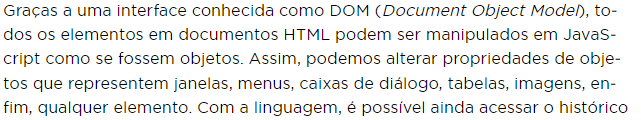 Graças a uma interface conhecida como DOM (Document Object Model), to-
dos os elementos em documentos HTML podem ser manipulados em JavaS-
cript como se fossem objetos. Assim, podemos alterar propriedades de obje-
tos que representem janelas, menus, caixas de diálogo, tabelas, imagens, en-
fim, qualquer elemento. Com a linguagem, é possível ainda acessar o histórico